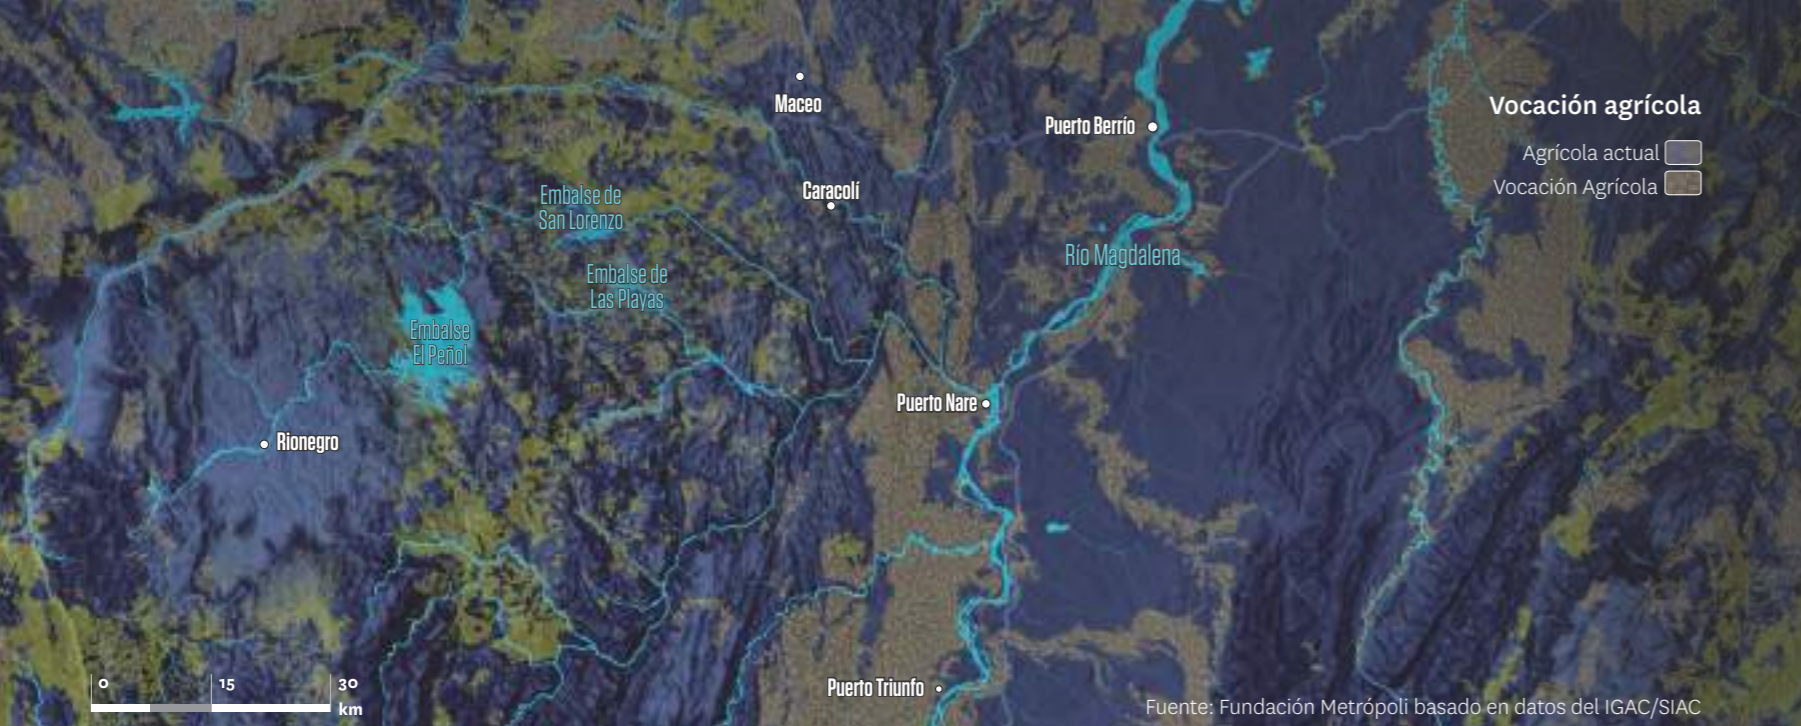 Maceo
Puerto Berrío
Vocación agrícola
Agrícola actual
Vocación Agrícola
Caracolí
Embalse de
San Lorenzo
Río Magdalena
Embalse de
Las Playas
Embalse
El Peñol
Puerto Nare
Rionegro
Puerto Triunfo
0 15 30
km
Fuente: Fundación Metrópoli basado en datos del IGAC/SIAC